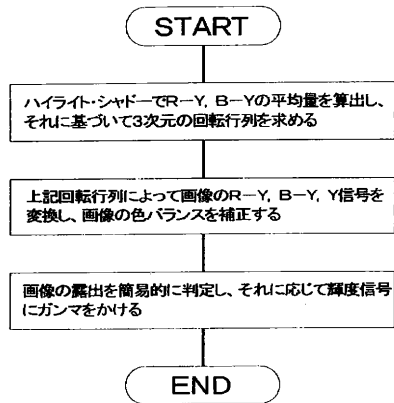 START
ハイライト・シャドーでR－Y, B－Yの平均量を算出し、
それに基づいて3次元の回転行列を求める
上記回転行列によって画像のR－Y, B－Y, Y信号を
変換し、画像の色バランスを補正する
画像の露出を簡易的に判定し、それに応じて輝度信号
にガンマをかける
END